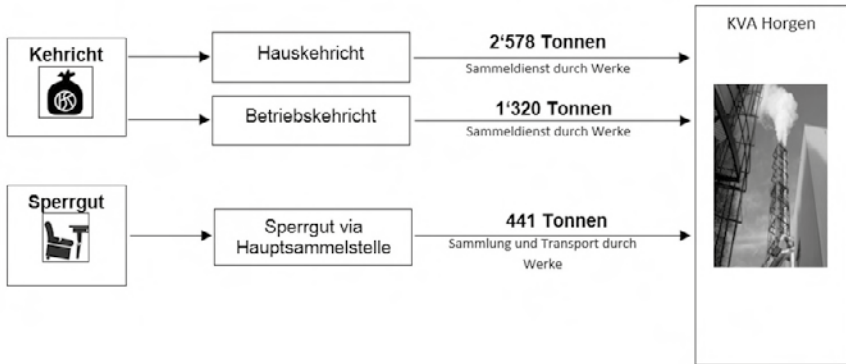 KVA Horgen
Kehricht
Hauskehricht
2‘578 Tonnen
Sammeldienst durch Werke
Betriebskehricht
1‘320 Tonnen
Sammeldienst durch Werke
Sperrgut
Sperrgut via
Hauptsammelstelle
441 Tonnen
Sammlung und Transport durch
Werke